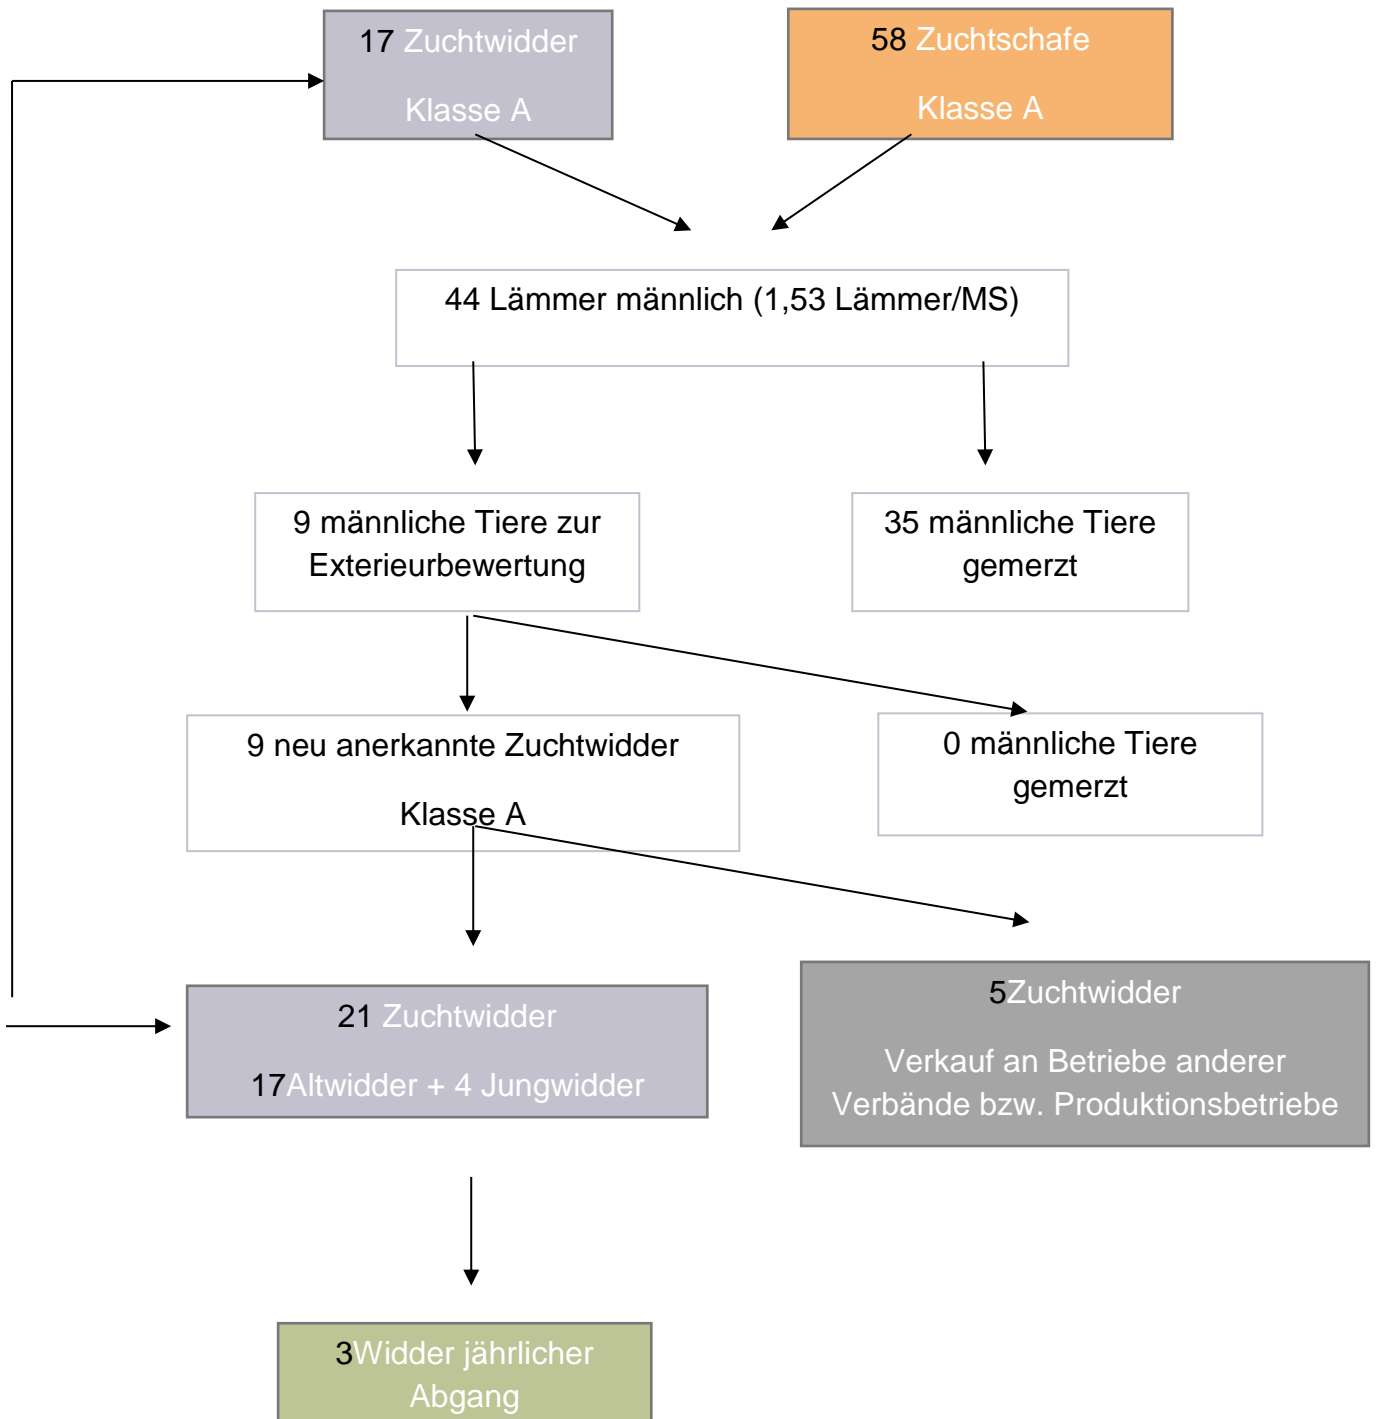 17 Zuchtwidder
Klasse A
58 Zuchtschafe
Klasse A
44 Lämmer männlich (1,53 Lämmer/MS)
9 männliche Tiere zur
Exterieurbewertung
35 männliche Tiere
gemerzt
9 neu anerkannte Zuchtwidder
Klasse A
0 männliche Tiere
gemerzt
21 Zuchtwidder
17Altwidder + 4 Jungwidder
5Zuchtwidder
Verkauf an Betriebe anderer
Verbände bzw. Produktionsbetriebe
3Widder jährlicher
Abgang